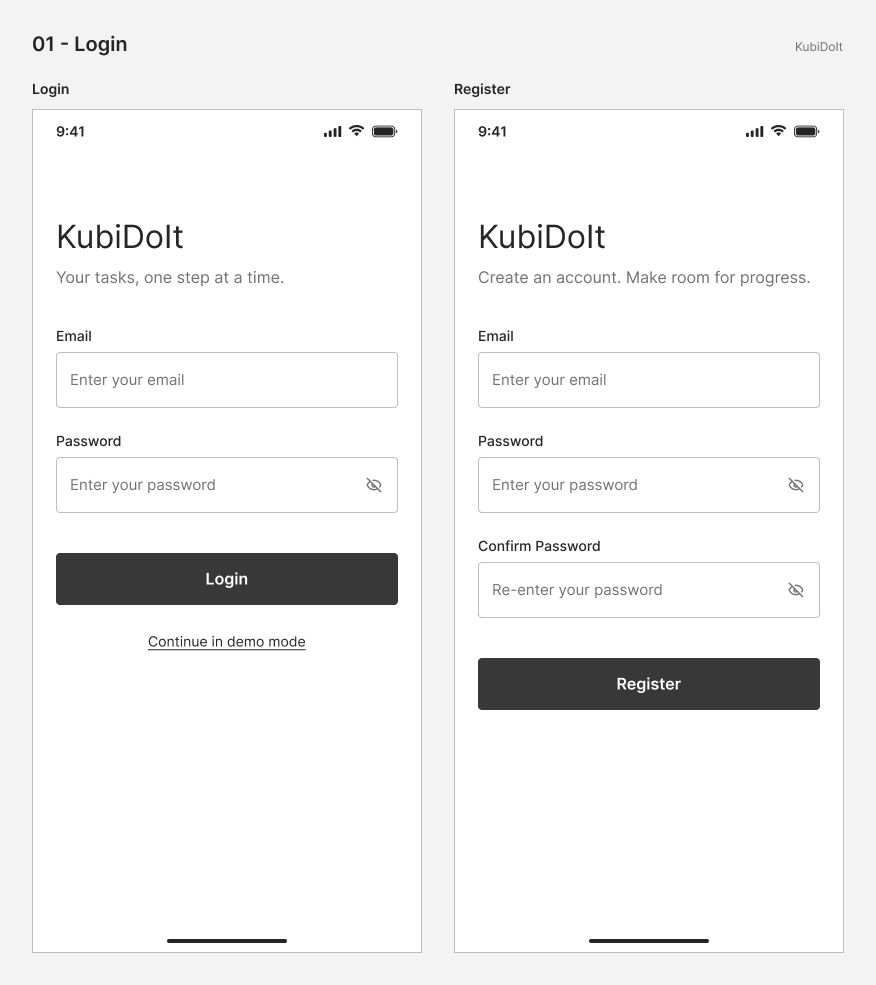 01 - Login
KubiDoIt
Login
9:41
KubiDoIt
Your tasks, one step at a time.
Email
Enter your email
Password
Enter your password
Login
Continue in demo mode
Register
9:41
KubiDoIt
Create an account. Make room for progress.
Email
Enter your email
Password
Enter your password
Confirm Password
Re-enter your password
Register